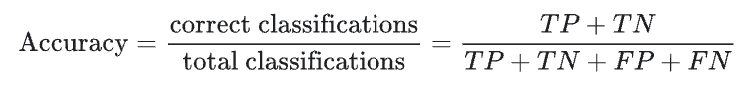 Accuracy = correct classifications / total classifications = TP + TN / TP + TN + FP + FN